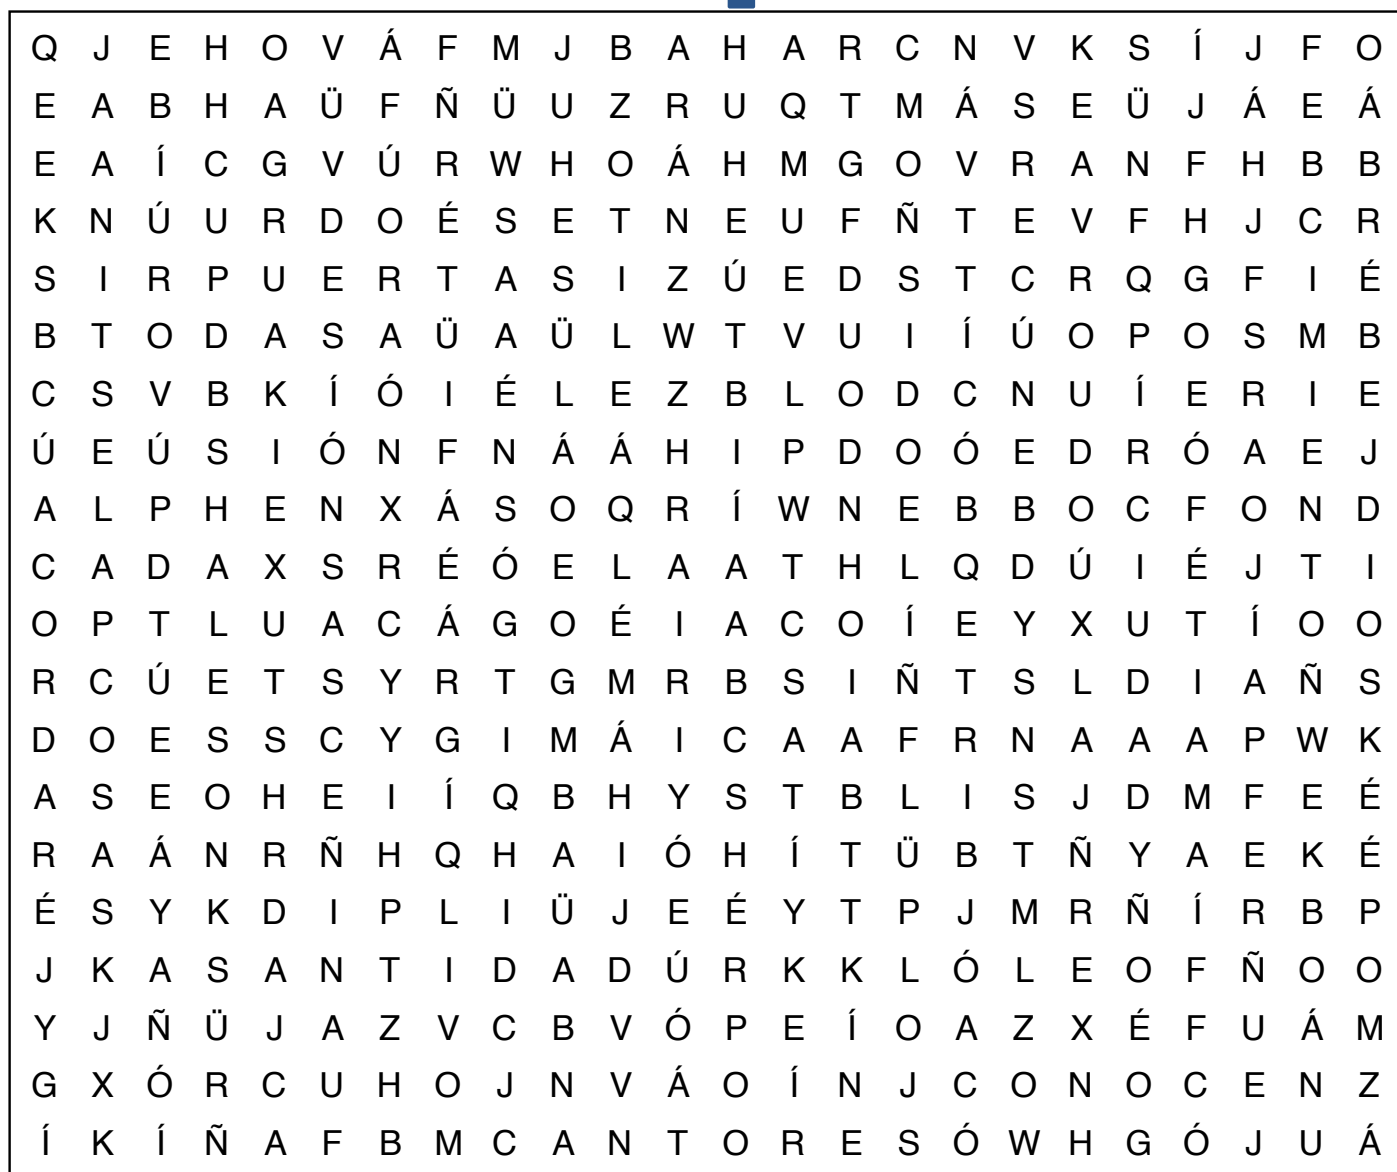 Q J E H O V Á F M J B A H A R C N V K S Í J F O
E A B H A Ü F Ñ Ü U Z R U Q T M Á S E Ü J Á E Á
E A Í C G V Ú R W H O Á H M G O V R A N F H B B
K N Ú U R D O É S E T N E U F Ñ T E V F H J C R
S I R P U E R T A S I Z Ú E D S T C R Q G F I É
B T O D A S A Ü A Ü L W T V U I Í Ú O P O S M B
C S V B K Í Ó I É L E Z B L O D C N U Í E R I E
Ú E Ú S I Ó N F N Á Á H I P D O Ó E D R Ó A E J
A L P H E N X Á S O Q R Í W N E B B O C F O N D
C A D A X S R É Ó E L A A T H L Q D Ú I É J T I
O P T L U A C Á G O É I A C O Í E Y X U T Í O O
R C Ú E T S Y R T G M R B S I Ñ T S L D I A Ñ S
D O E S S C Y G I M Á I C A A F R N A A A P W K
A S E O H E I Í Q B H Y S T B L I S J D M F E É
R A Á N R Ñ H Q H A I Ó H Í T Ü B T Ñ Y A E K É
É S Y K D I P L I Ü J E É Y T P J M R Ñ Í R B P
J K A S A N T I D A D Ú R K K L Ó L E O F Ñ O O
Y J Ñ Ü J A Z V C B V Ó P E Í O A Z X É F U Á M
G X Ó R C U H O J N V Á O Í N J C O N O C E N Z
Í K Í Ñ A F B M C A N T O R E S Ó W H G Ó J U Á